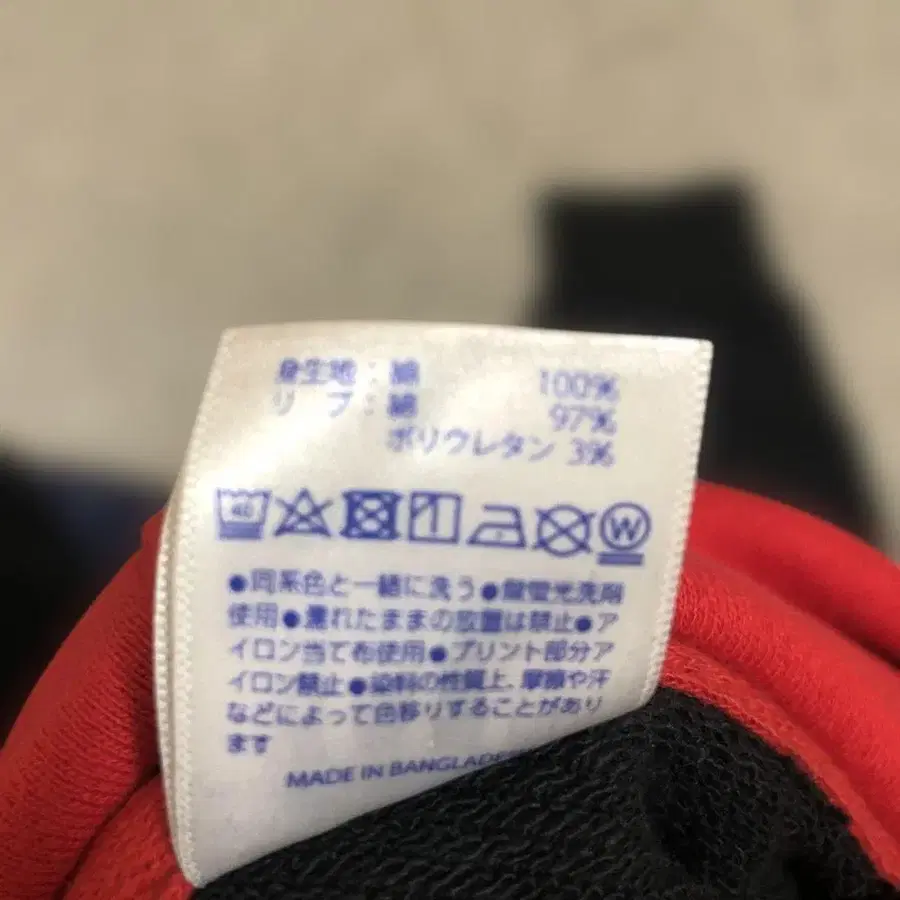 身生地：綿 100%
リブ：綿 97%
ポリウレタン 3%
40 W
●同系色と一緒に洗う●無蛍光洗剤
使用●濡れたままの放置は禁止●ア
イロン当て布使用●プリント部分ア
イロン禁止●染料の性質上、摩擦や汗
などによって色移りすることがあり
ます
MADE IN BANGLADE